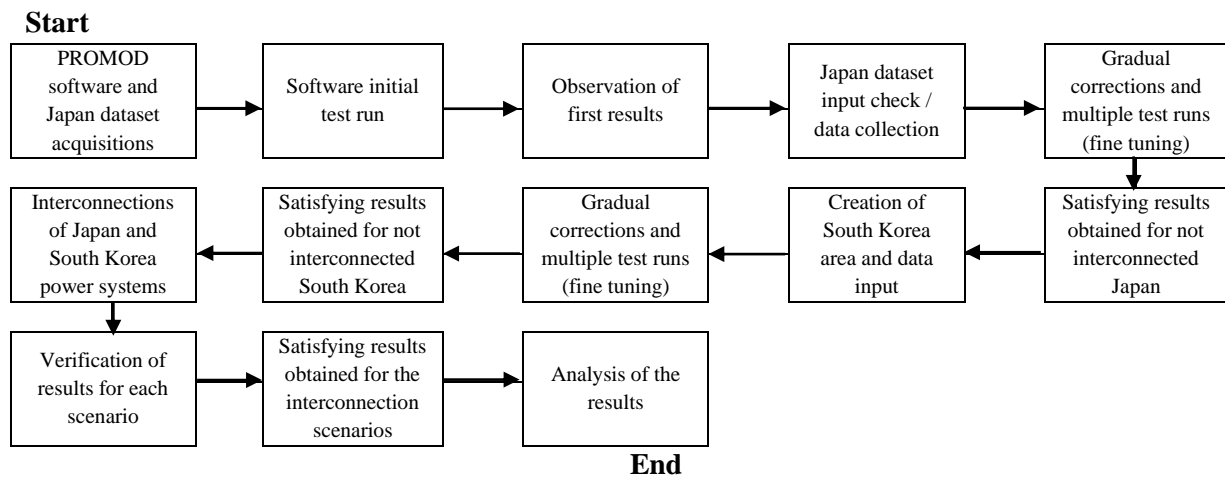 Start
PROMOD
software and
Japan dataset
acquisitions
Software initial
test run
Observation of
first results
Japan dataset
input check /
data collection
Gradual
corrections and
multiple test runs
(fine tuning)
Satisfying results
obtained for not
interconnected
Japan
Creation of
South Korea
area and data
input
Gradual
corrections and
multiple test runs
(fine tuning)
Satisfying results
obtained for not
interconnected
South Korea
Interconnections
of Japan and
South Korea
power systems
Verification of
results for each
scenario
Satisfying results
obtained for the
interconnection
scenarios
Analysis of the
results
End